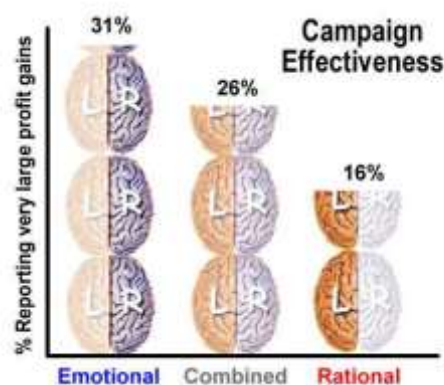 Campaign
Effectiveness
31%
26%
16%
% Reporting very large profit gains
L R
L R
L R
L R
L R
L R
L R
L R
Emotional Combined Rational